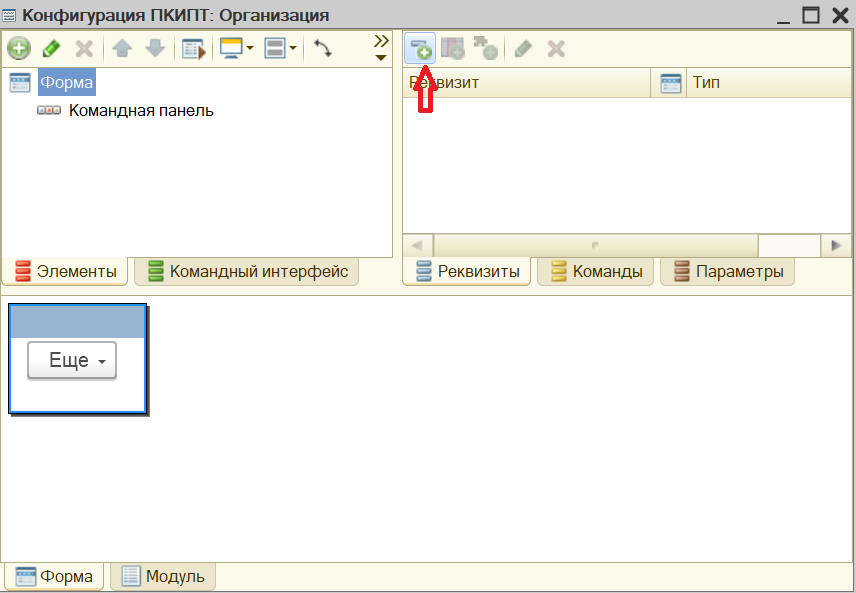 Конфигурация ПКИПТ: Организация
Форма
Командная панель
Реквизит
Тип
Элементы
Командный интерфейс
Реквизиты
Команды
Параметры
Еще
Форма
Модуль